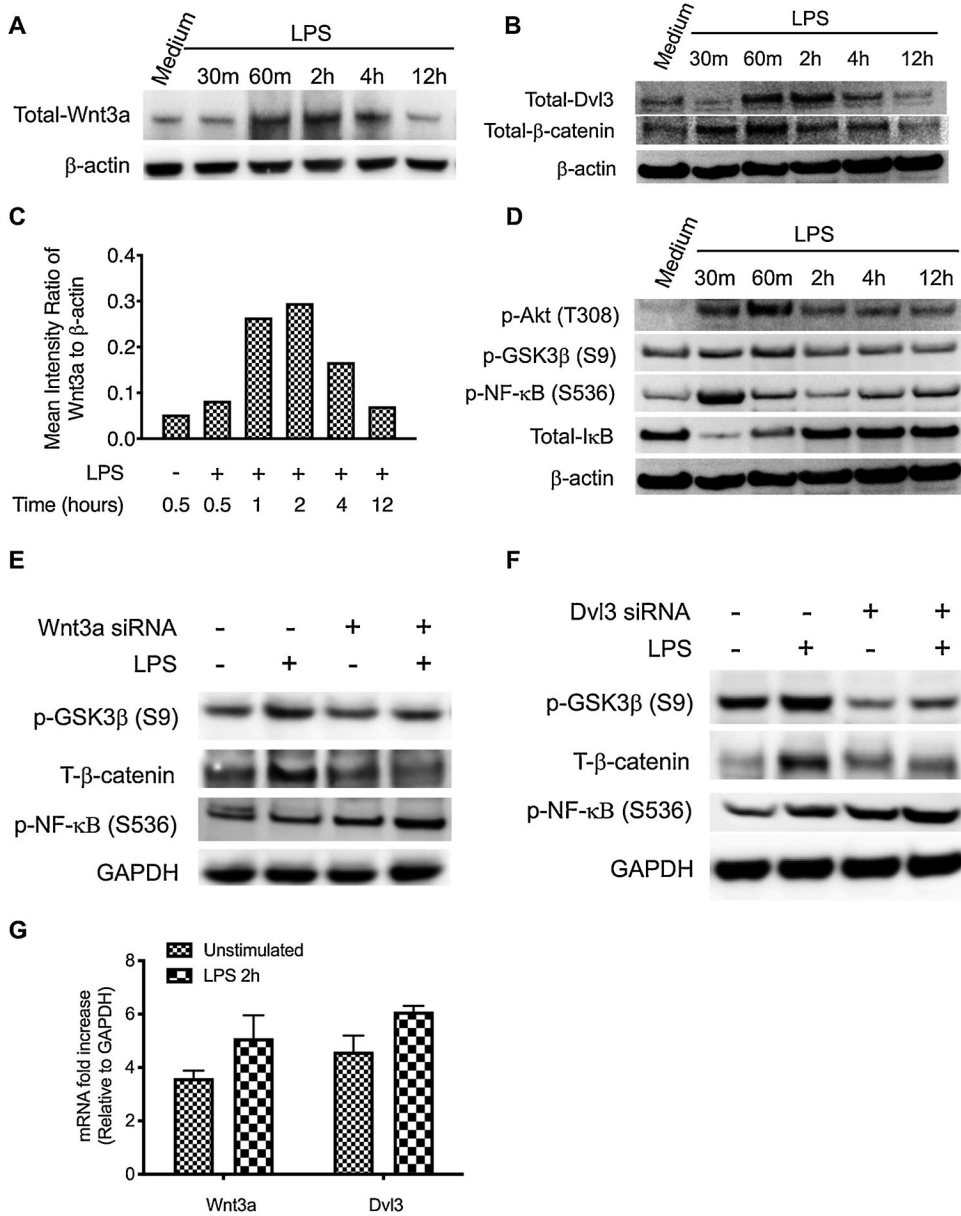 A
Medium
LPS
30m 60m 2h 4h 12h
Total-Wnt3a
β-actin
B
Medium
LPS
30m 60m 2h 4h 12h
Total-Dvl3
Total-β-catenin
β-actin
C
Mean Intensity Ratio of
Wnt3a to β-actin
0.4
0.3
0.2
0.1
0.0
LPS - + + + + +
Time (hours) 0.5 0.5 1 2 4 12
D
Medium
LPS
30m 60m 2h 4h 12h
p-Akt (T308)
p-GSK3β (S9)
p-NF-κB (S536)
Total-IκB
β-actin
E
Wnt3a siRNA - - + +
LPS - + - +
p-GSK3β (S9)
T-β-catenin
p-NF-κB (S536)
GAPDH
F
Dvl3 siRNA - - + +
LPS - + - +
p-GSK3β (S9)
T-β-catenin
p-NF-κB (S536)
GAPDH
G
Unstimulated
LPS 2h
mRNA fold increase
(Relative to GAPDH)
8
6
4
2
0
Wnt3a Dvl3